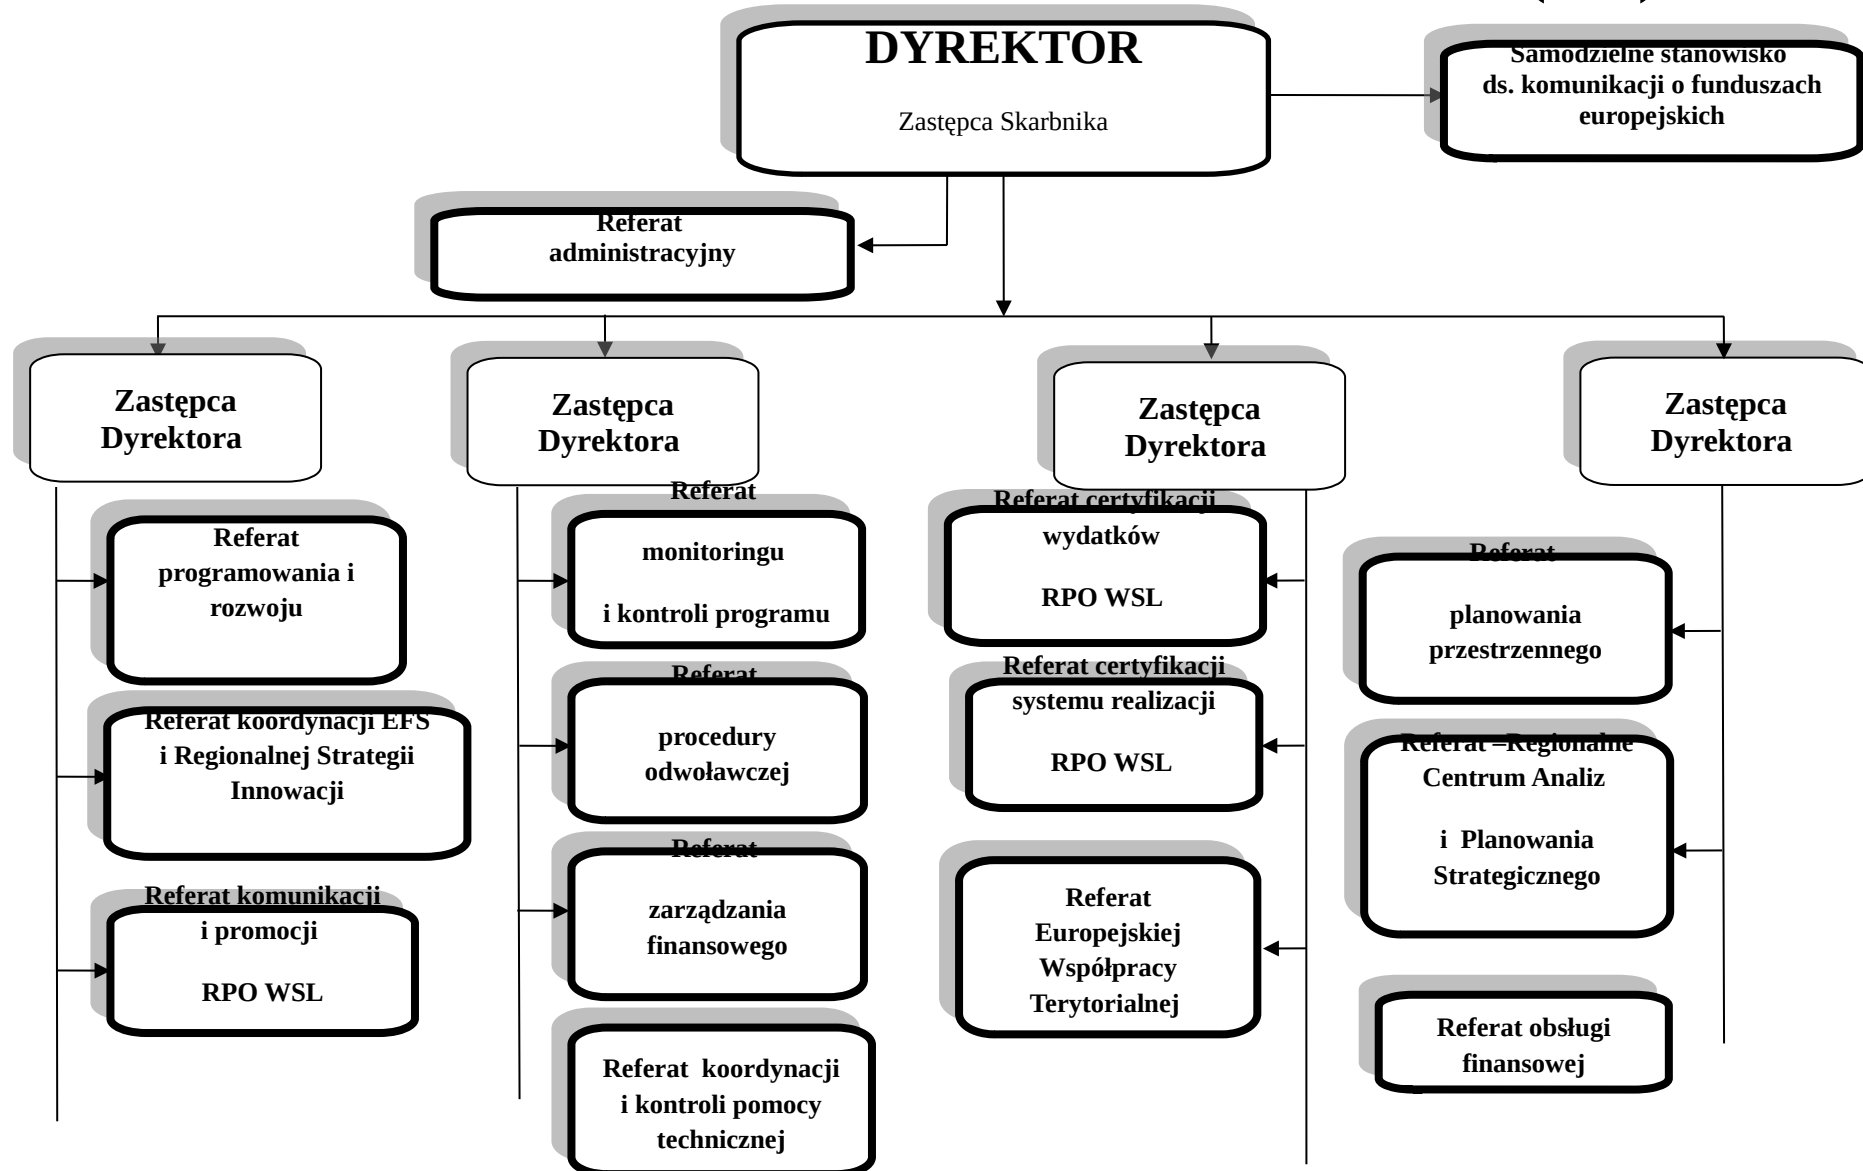 DYREKTOR
Zastępca Skarbnika
Samodzielne stanowisko
ds. komunikacji o funduszach
europejskich
Referat
administracyjny
Zastępca
Dyrektora
Zastępca
Dyrektora
Zastępca
Dyrektora
Zastępca
Dyrektora
Referat
programowania i
rozwoju
Referat koordynacji EFS
i Regionalnej Strategii
Innowacji
Referat komunikacji
i promocji
RPO WSL
Referat
monitoringu
i kontroli programu
Referat
procedury
odwoławczej
Referat
zarządzania
finansowego
Referat koordynacji
i kontroli pomocy
technicznej
Referat certyfikacji
wydatków
RPO WSL
Referat certyfikacji
systemu realizacji
RPO WSL
Referat
Europejskiej
Współpracy
Terytorialnej
Referat
planowania
przestrzennego
Referat –Regionalne
Centrum Analiz
i Planowania
Strategicznego
Referat obsługi
finansowej